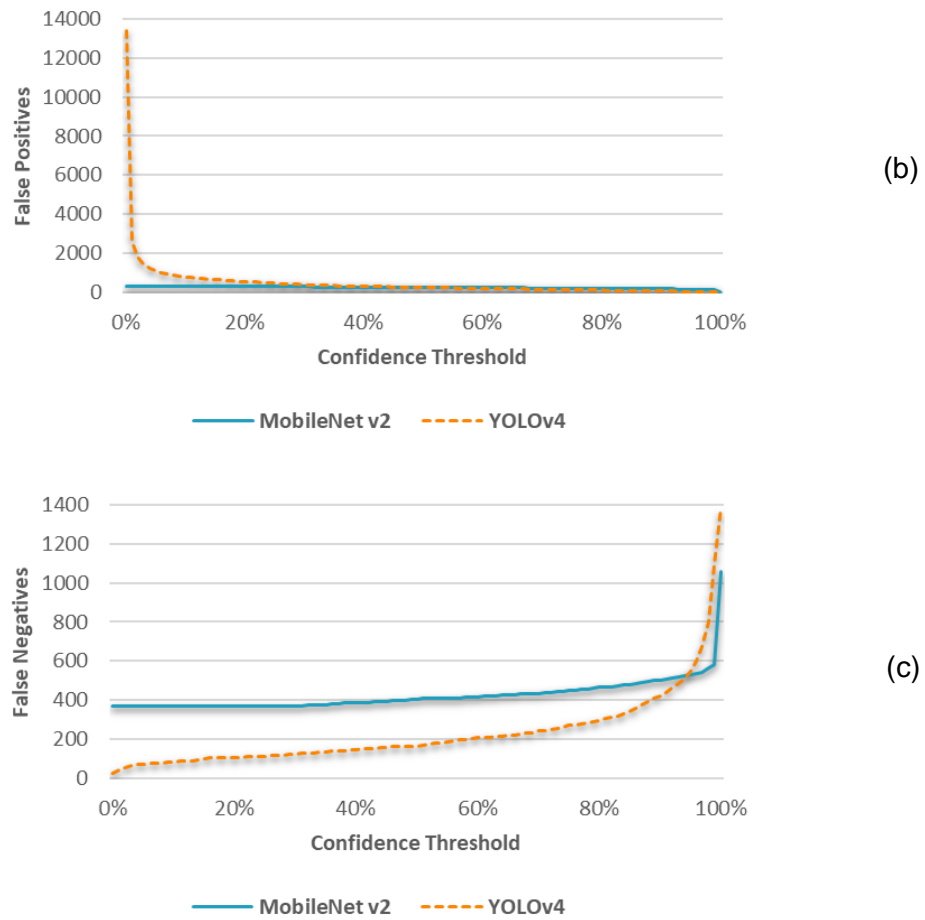 14000
12000
10000
8000
6000
4000
2000
0
False Positives
0% 20% 40% 60% 80% 100%
Confidence Threshold
MobileNet v2 YOLOv4
(b)
1400
1200
1000
800
600
400
200
0
False Negatives
0% 20% 40% 60% 80% 100%
Confidence Threshold
MobileNet v2 YOLOv4
(c)